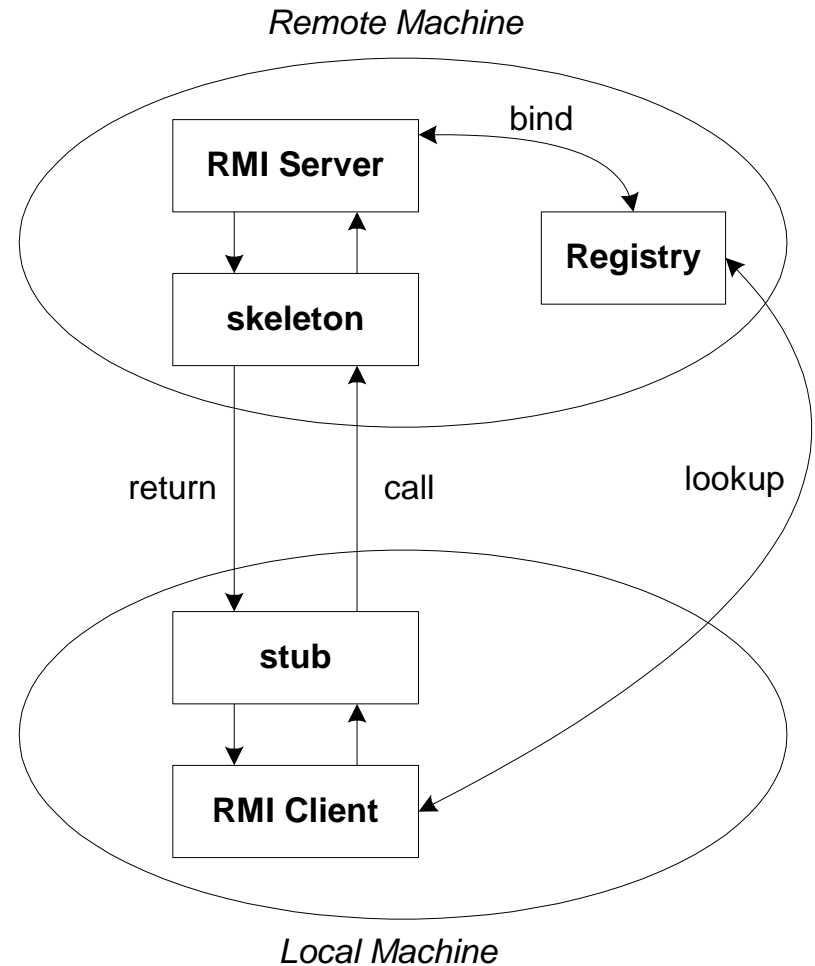 Remote Machine
bind
RMI Server
Registry
skeleton
return
call
lookup
stub
RMI Client
Local Machine